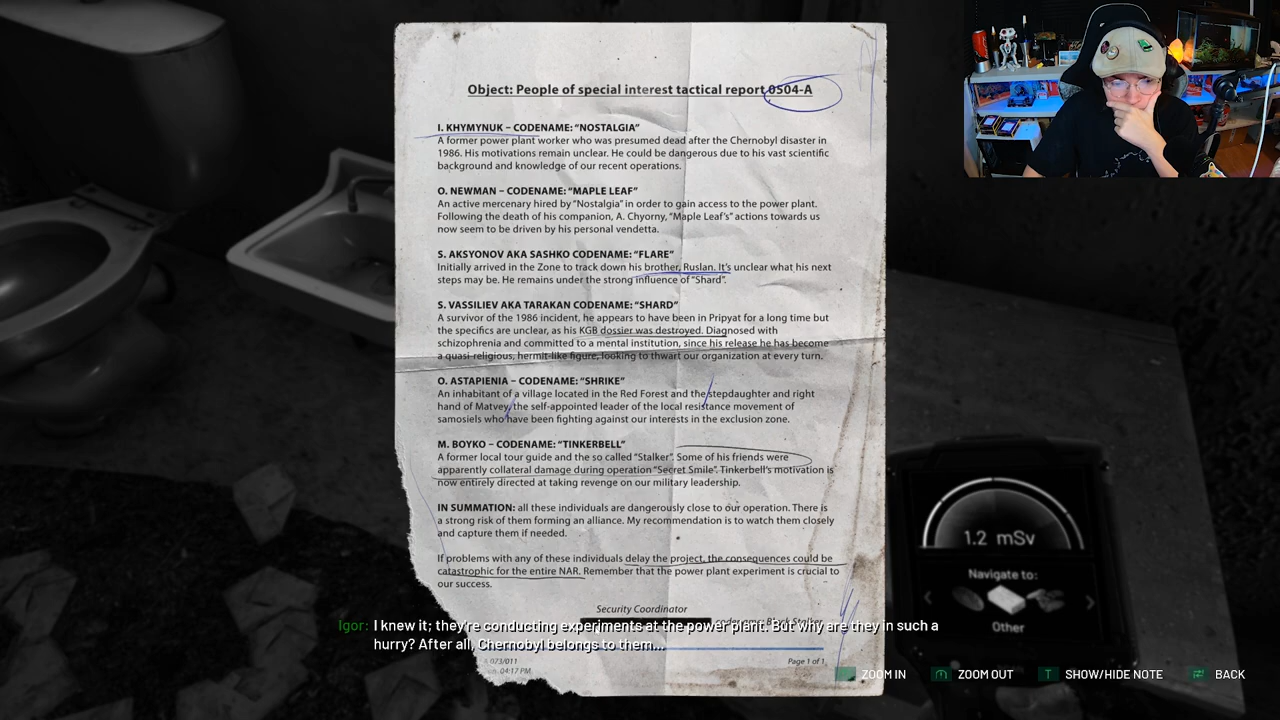 Object: People of special interest tactical report 0504-A
I. KHYMYNUK – CODENAME: "NOSTALGIA"
A former power plant worker who was presumed dead after the Chernobyl disaster in
1986. His motivations remain unclear. He could be dangerous due to his vast scientific
background and knowledge of our recent operations.
O. NEWMAN – CODENAME: "MAPLE LEAF"
An active mercenary hired by "Nostalgia" in order to gain access to the power plant.
Following the death of his companion, A. Chyorny, "Maple Leaf's" actions towards us
now seem to be driven by his personal vendetta.
S. AKSYONOV AKA SASHKO CODENAME: "FLARE"
Initially arrived in the Zone to track down his brother, Ruslan. It's unclear what his next
steps may be. He remains under the strong influence of "Shard".
S. VASSILIEV AKA TARAKAN CODENAME: "SHARD"
A survivor of the 1986 incident, he appears to have been in Pripyat for a long time but
the specifics are unclear, as his KGB dossier was destroyed. Diagnosed with
schizophrenia and committed to a mental institution, since his release he has become
a quasi-religious, hermit-like figure, looking to thwart our organization at every turn.
O. ASTAPIENIA – CODENAME: "SHRIKE"
An inhabitant of a village located in the Red Forest and the stepdaughter and right
hand of Matvey, the self-appointed leader of the local resistance movement of
samosiels who have been fighting against our interests in the exclusion zone.
M. BOYKO – CODENAME: "TINKERBELL"
A former local tour guide and the so called "Stalker". Some of his friends were
apparently collateral damage during operation "Secret Smile". Tinkerbell's motivation is
now entirely directed at taking revenge on our military leadership.
IN SUMMATION: all these individuals are dangerously close to our operation. There is
a strong risk of them forming an alliance. My recommendation is to watch them closely
and capture them if needed.
If problems with any of these individuals delay the project, the consequences could be
catastrophic for the entire NAR. Remember that the power plant experiment is crucial to
our success.
Security Coordinator
Igor: I knew it; they're conducting experiments at the power plant. But why are they in such a
hurry? After all, Chernobyl belongs to them...
073/011
Page 1 of 1
04:17 PM
1.2 mSv
Navigate to:
Other
ZOOM IN
ZOOM OUT
T SHOW/HIDE NOTE
BACK